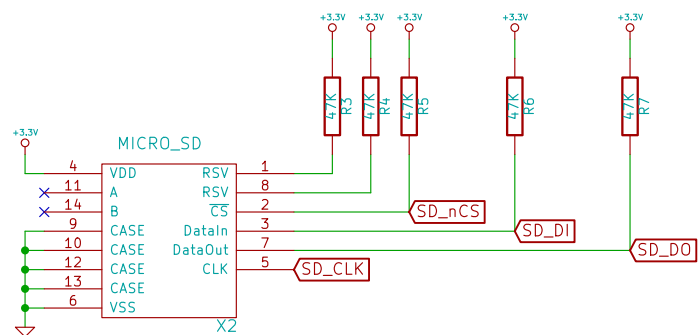 +3.3V +3.3V +3.3V +3.3V +3.3V
47K R3 47K R4 47K R5 47K R6 47K R7
+3.3V
MICRO_SD
4 VDD RSV 1
11 A RSV 8
14 B CS 2 SD_nCS
9 CASE DataIn 3 SD_DI
10 CASE DataOut 7 SD_DO
12 CASE CLK 5 SD_CLK
13 CASE
6 VSS
X2